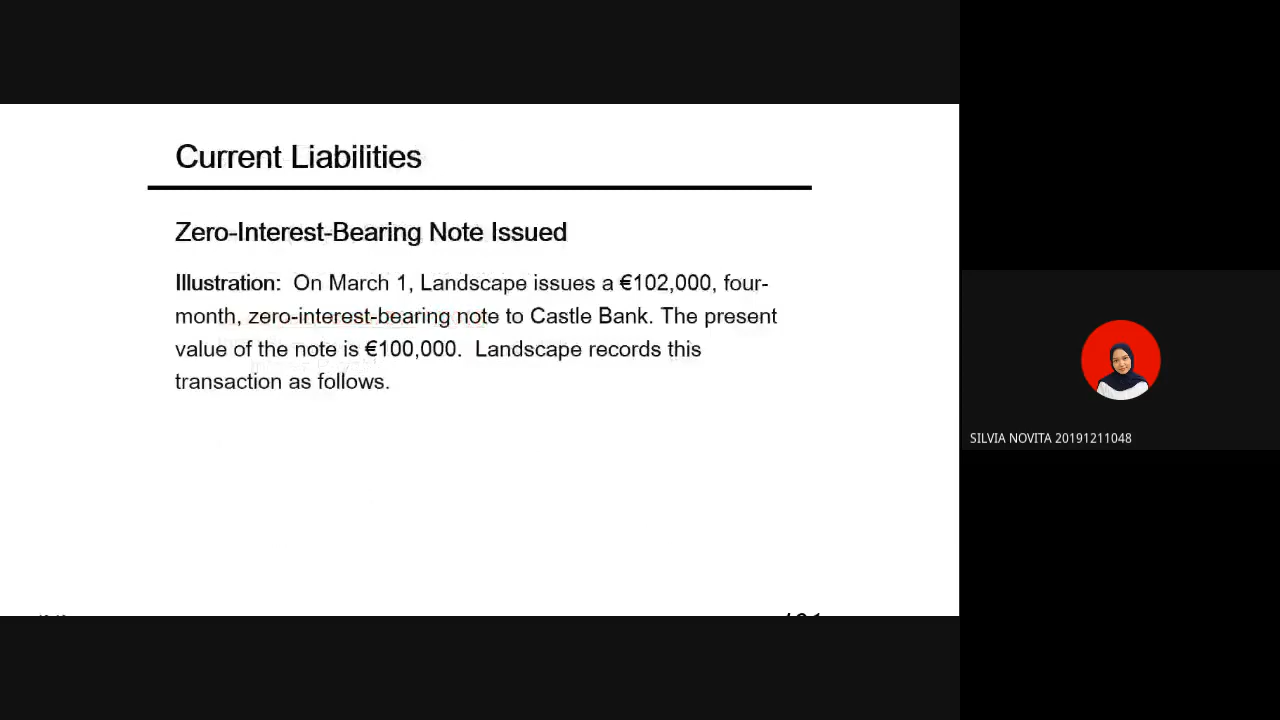 Current Liabilities
Zero-Interest-Bearing Note Issued
Illustration: On March 1, Landscape issues a €102,000, four-
month, zero-interest-bearing note to Castle Bank. The present
value of the note is €100,000. Landscape records this
transaction as follows.
SILVIA NOVITA 20191211048